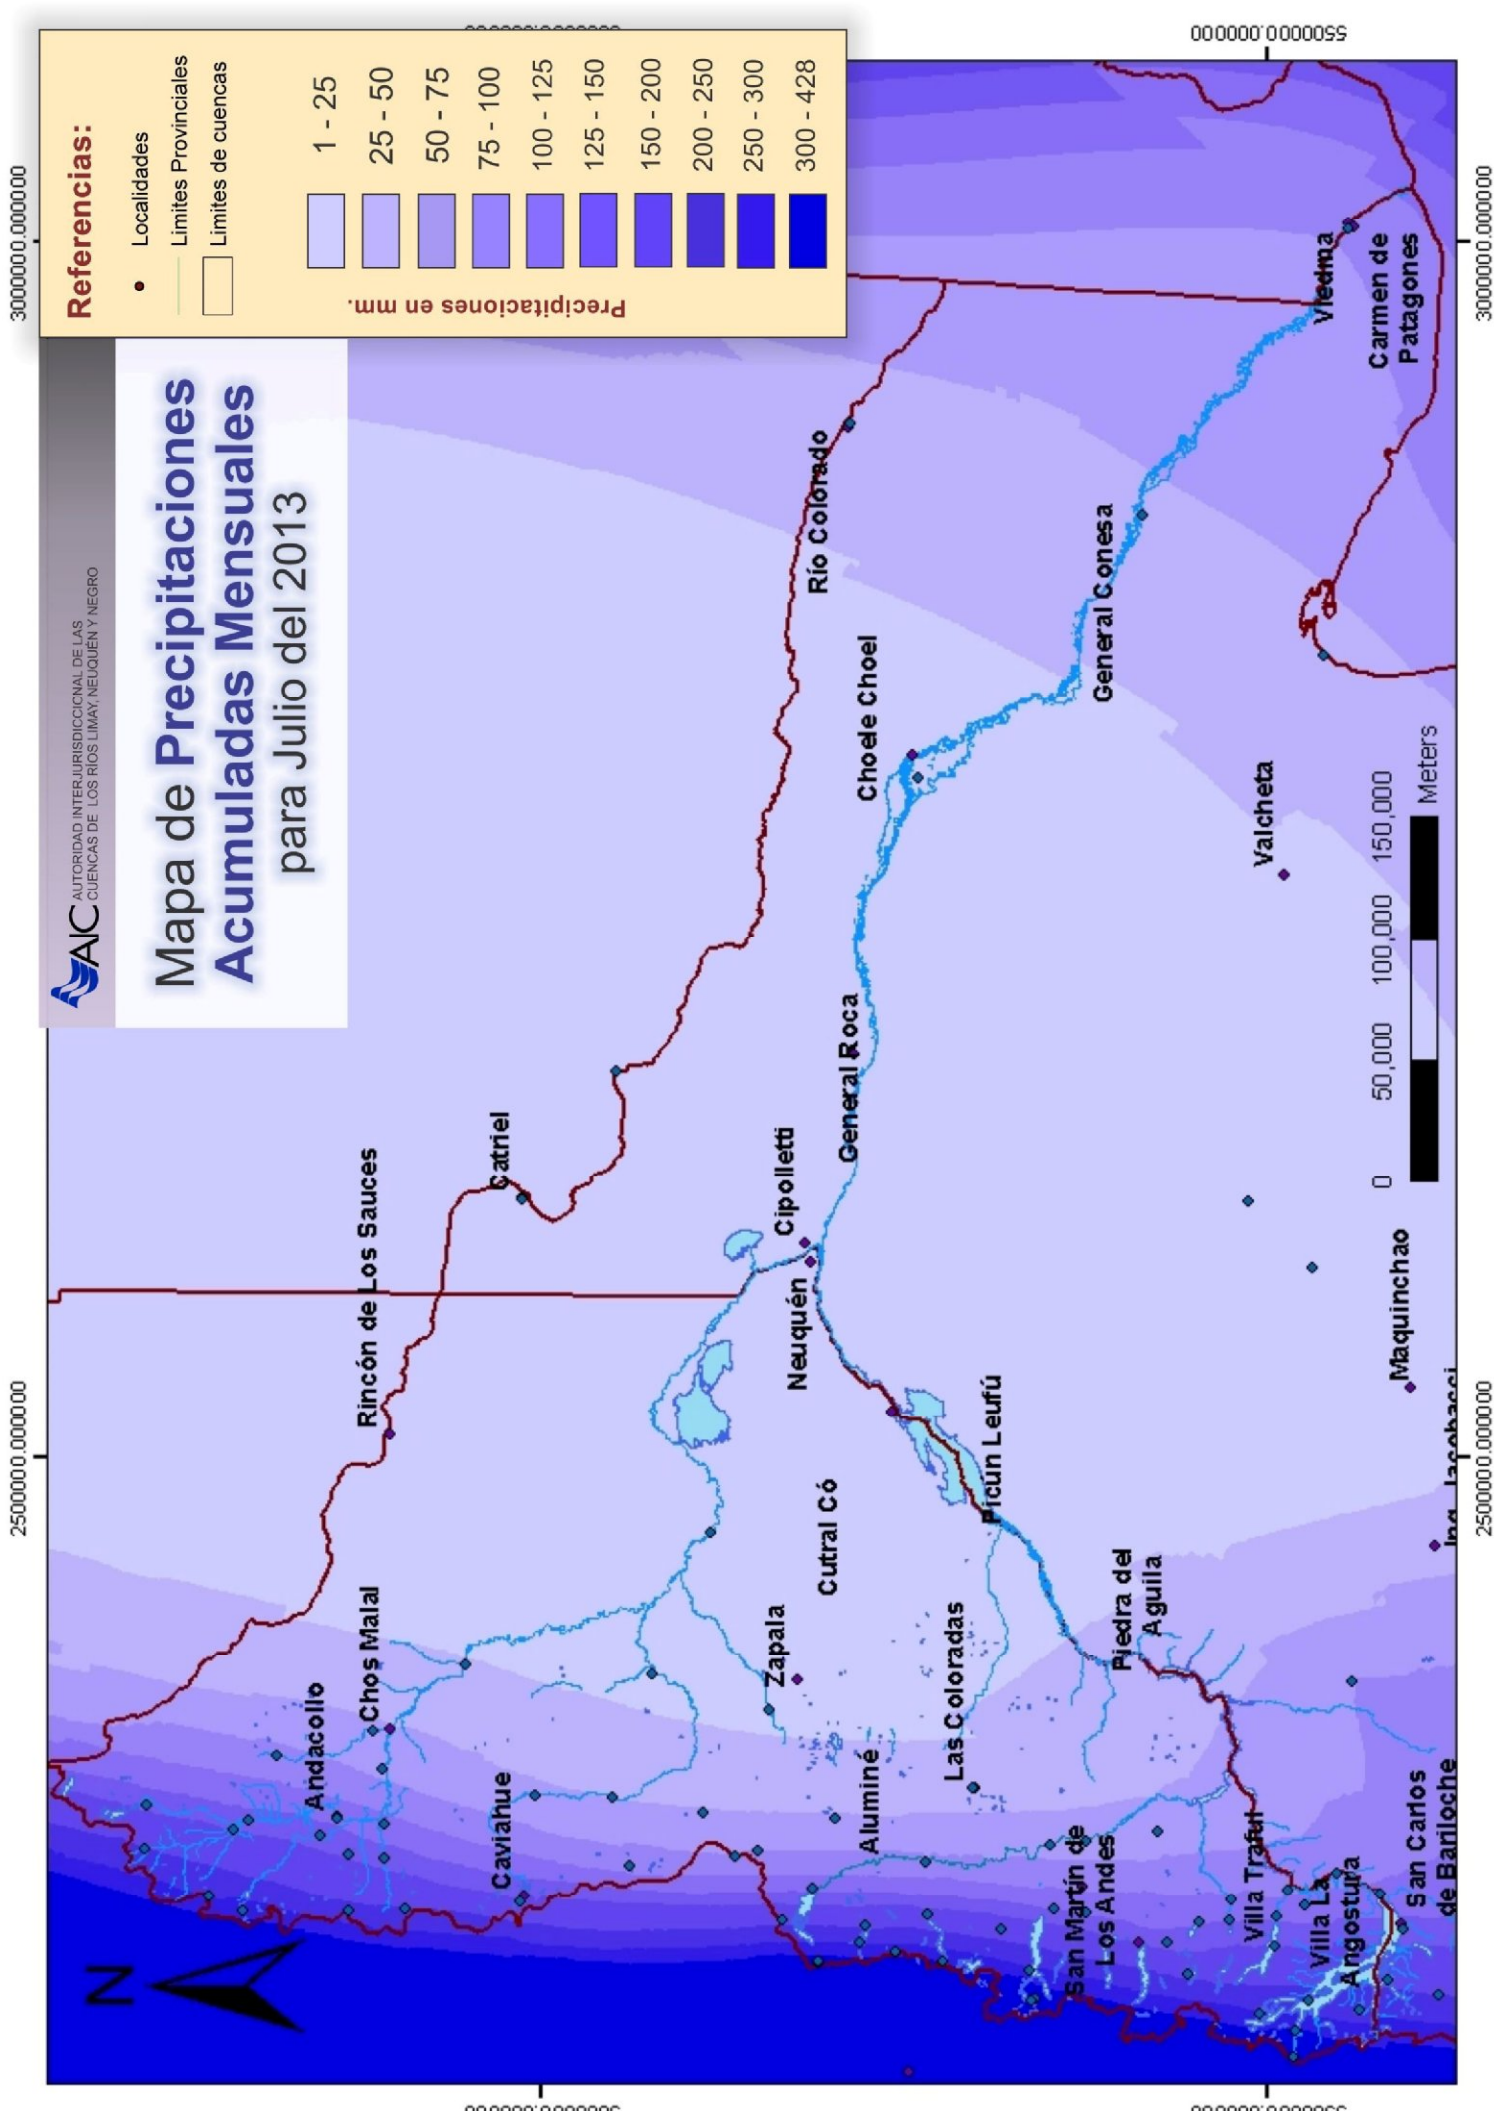 AIC
AUTORIDAD INTERJURISDICCICNAL DE LAS
CUENCAS DE LOS RÍOS LIMAY, NEUQUÉN Y NEGRO
Mapa de Precipitaciones
Acumuladas Mensuales
para Julio del 2013
Referencias:
Localidades
Limites Provinciales
Limites de cuencas
Precipitaciones en mm.
1 - 25
25 - 50
50 - 75
75 - 100
100 - 125
125 - 150
150 - 200
200 - 250
250 - 300
300 - 428
N
2500000.000000
3000000.000000
5500000.000000
Rincón de Los Sauces
Catriel
Chos Malal
Andacollo
Caviahue
Cipolletti
Neuquén
General Roca
Río Colorado
Choele Choel
General Conesa
Viedma
Carmen de
Patagones
Zapala
Cutral Có
Picun Leufú
Aluminé
Las Coloradas
Piedra del
Aguila
San Martín de
Los Andes
Villa Traful
Villa La
Angostura
San Carlos
de Bariloche
Maquinchao
Valcheta
Ing. Jacobacci
0 50,000 100,000 150,000
Meters
2500000.000000
3000000.000000